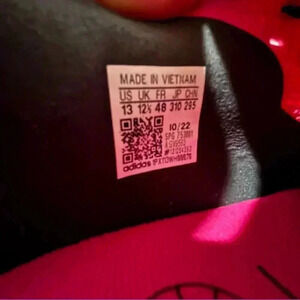 MADE IN VIETNAM
US UK FR JP CHN
13 12½ 48 310 295
10/22
adidas